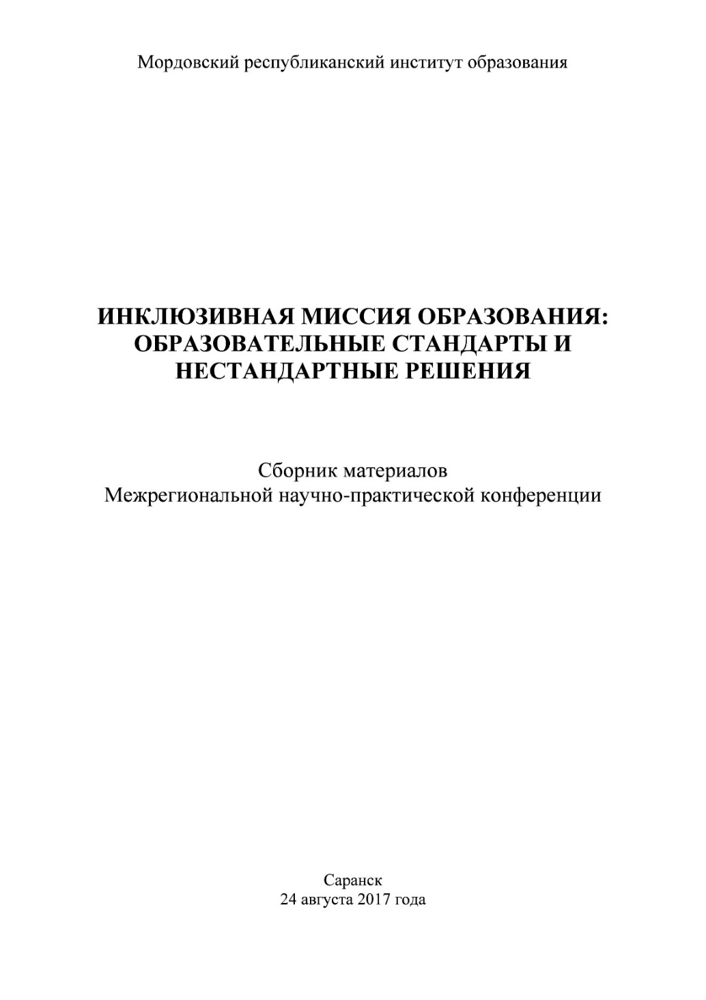 Мордовский республиканский институт образования
ИНКЛЮЗИВНАЯ МИССИЯ ОБРАЗОВАНИЯ:
ОБРАЗОВАТЕЛЬНЫЕ СТАНДАРТЫ И
НЕСТАНДАРТНЫЕ РЕШЕНИЯ
Сборник материалов
Межрегиональной научно-практической конференции
Саранск
24 августа 2017 года